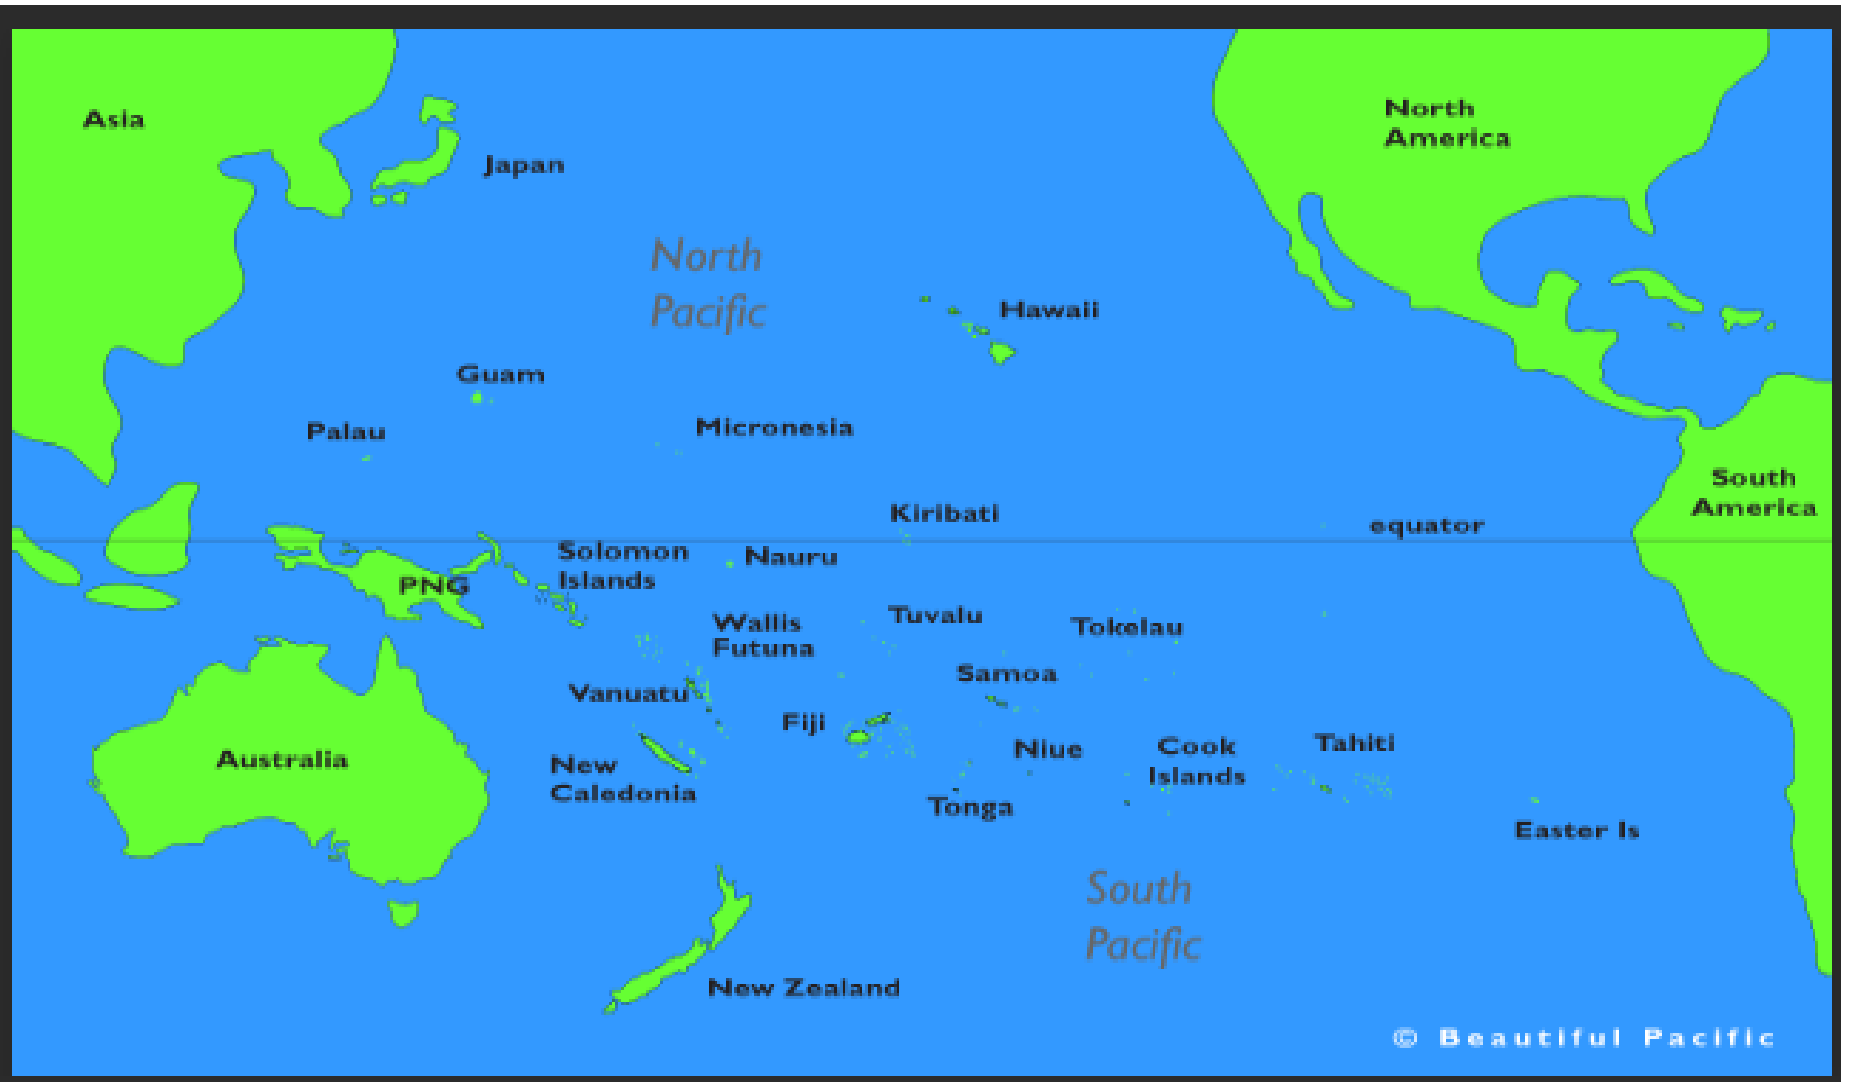 Asia
North
America
Japan
North
Pacific
Hawaii
Guam
Palau
Micronesia
South
America
Kiribati
equator
Solomon
Islands
Nauru
PNG
Wallis
Futuna
Tuvalu
Tokelau
Samoa
Vanuatu
Fiji
Australia
New
Caledonia
Niue
Cook
Islands
Tahiti
Tonga
Easter Is
South
Pacific
New Zealand
© Beautiful Pacific